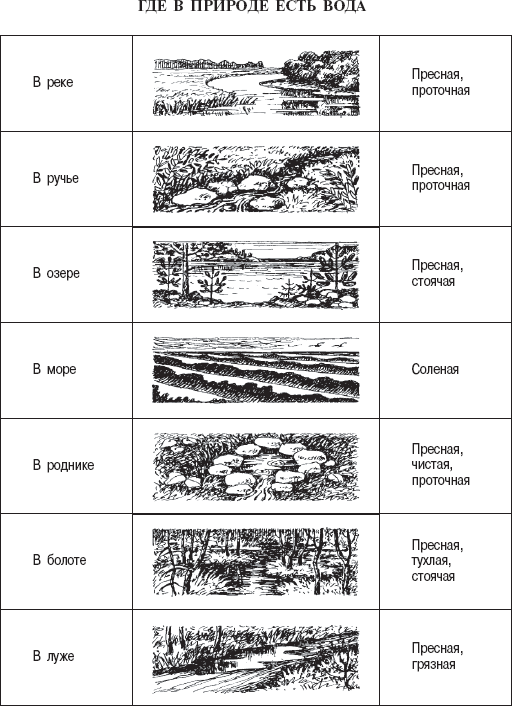 ГДЕ В ПРИРОДЕ ЕСТЬ ВОДА
В реке
Пресная,
проточная
В ручье
Пресная,
проточная
В озере
Пресная,
стоячая
В море
Соленая
В роднике
Пресная,
чистая,
проточная
В болоте
Пресная,
тухлая,
стоячая
В луже
Пресная,
грязная